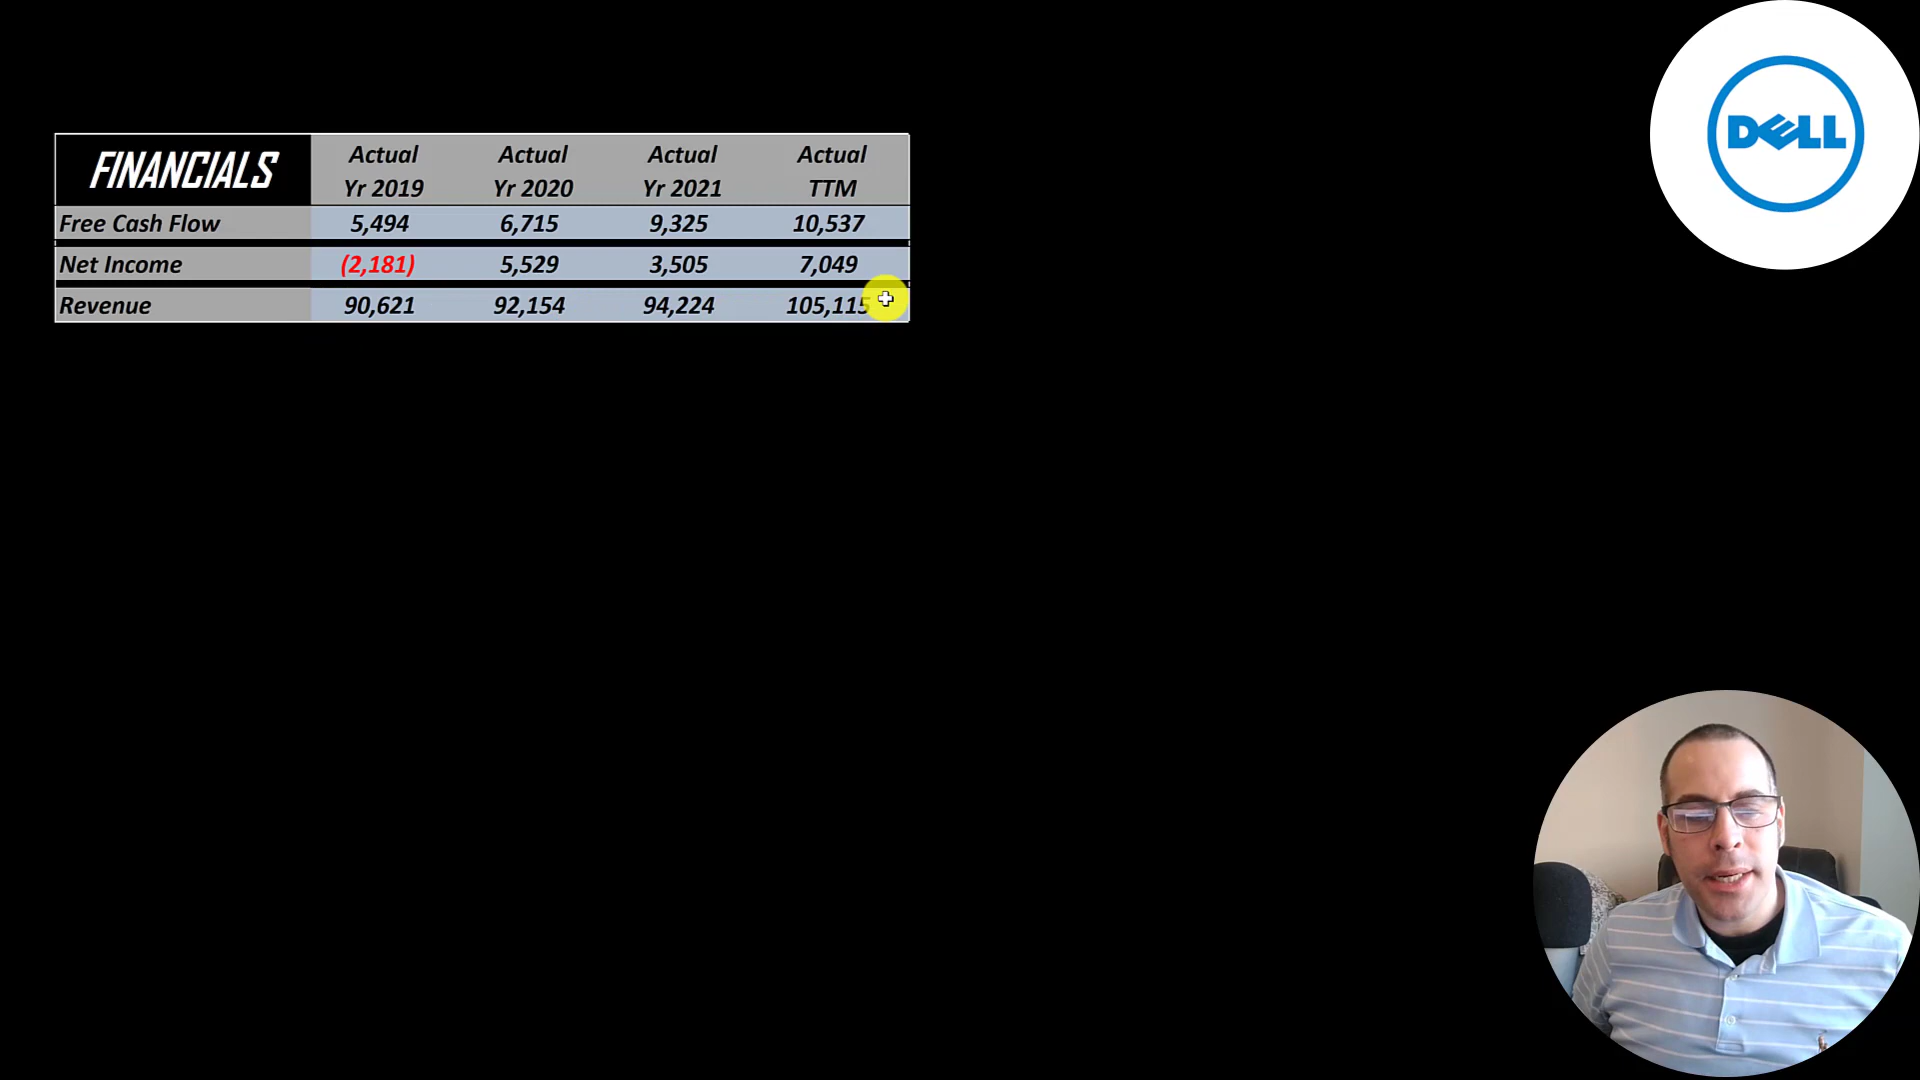 DELL
FINANCIALS Actual Yr 2019 Actual Yr 2020 Actual Yr 2021 Actual TTM
Free Cash Flow 5,494 6,715 9,325 10,537
Net Income (2,181) 5,529 3,505 7,049
Revenue 90,621 92,154 94,224 105,115